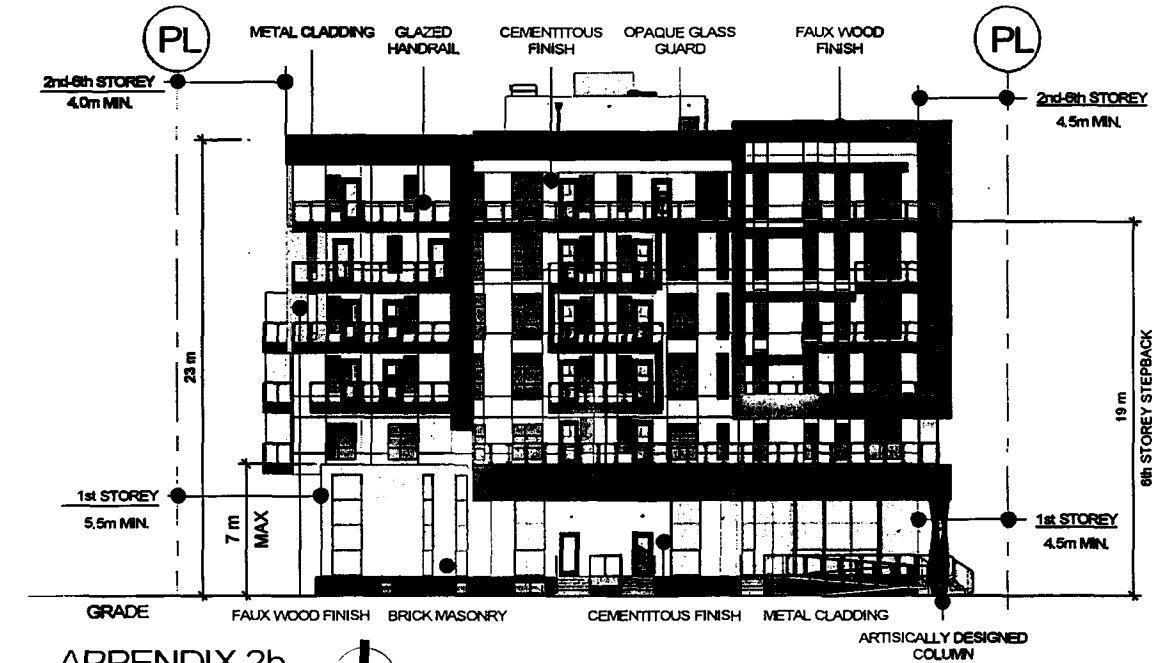 PL
METAL CLADDING
GLAZED
HANDRAIL
CEMENTITOUS
FINISH
OPAQUE GLASS
GUARD
FAUX WOOD
FINISH
PL
2nd-6th STOREY
4.0m MIN.
2nd-6th STOREY
4.5m MIN.
23 m
19 m
6th STOREY STEPBACK
1st STOREY
5.5m MIN.
7 m
MAX
1st STOREY
4.5m MIN.
GRADE
FAUX WOOD FINISH
BRICK MASONRY
CEMENTITOUS FINISH
METAL CLADDING
ARTISICALLY DESIGNED
COLUMN
APPENDIX 2b